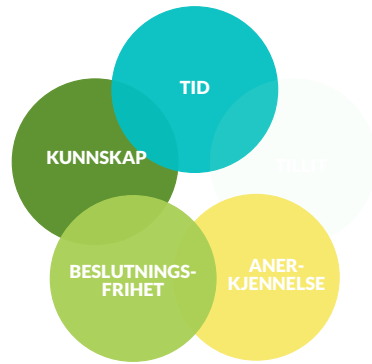 TID
KUNNSKAP
BESLUTNINGS-
FRIHET
ANER-
KJENNELSE